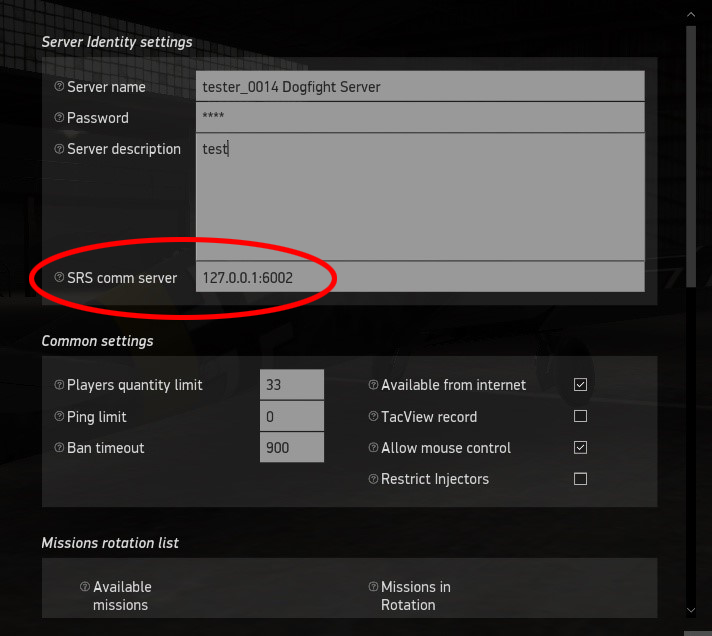 Server Identity settings
Server name tester_0014 Dogfight Server
Password ****
Server description test
SRS comm server 127.0.0.1:6002
Common settings
Players quantity limit 33 Available from internet
Ping limit 0 TacView record
Ban timeout 900 Allow mouse control
Restrict Injectors
Missions rotation list
Available Missions in
missions Rotation